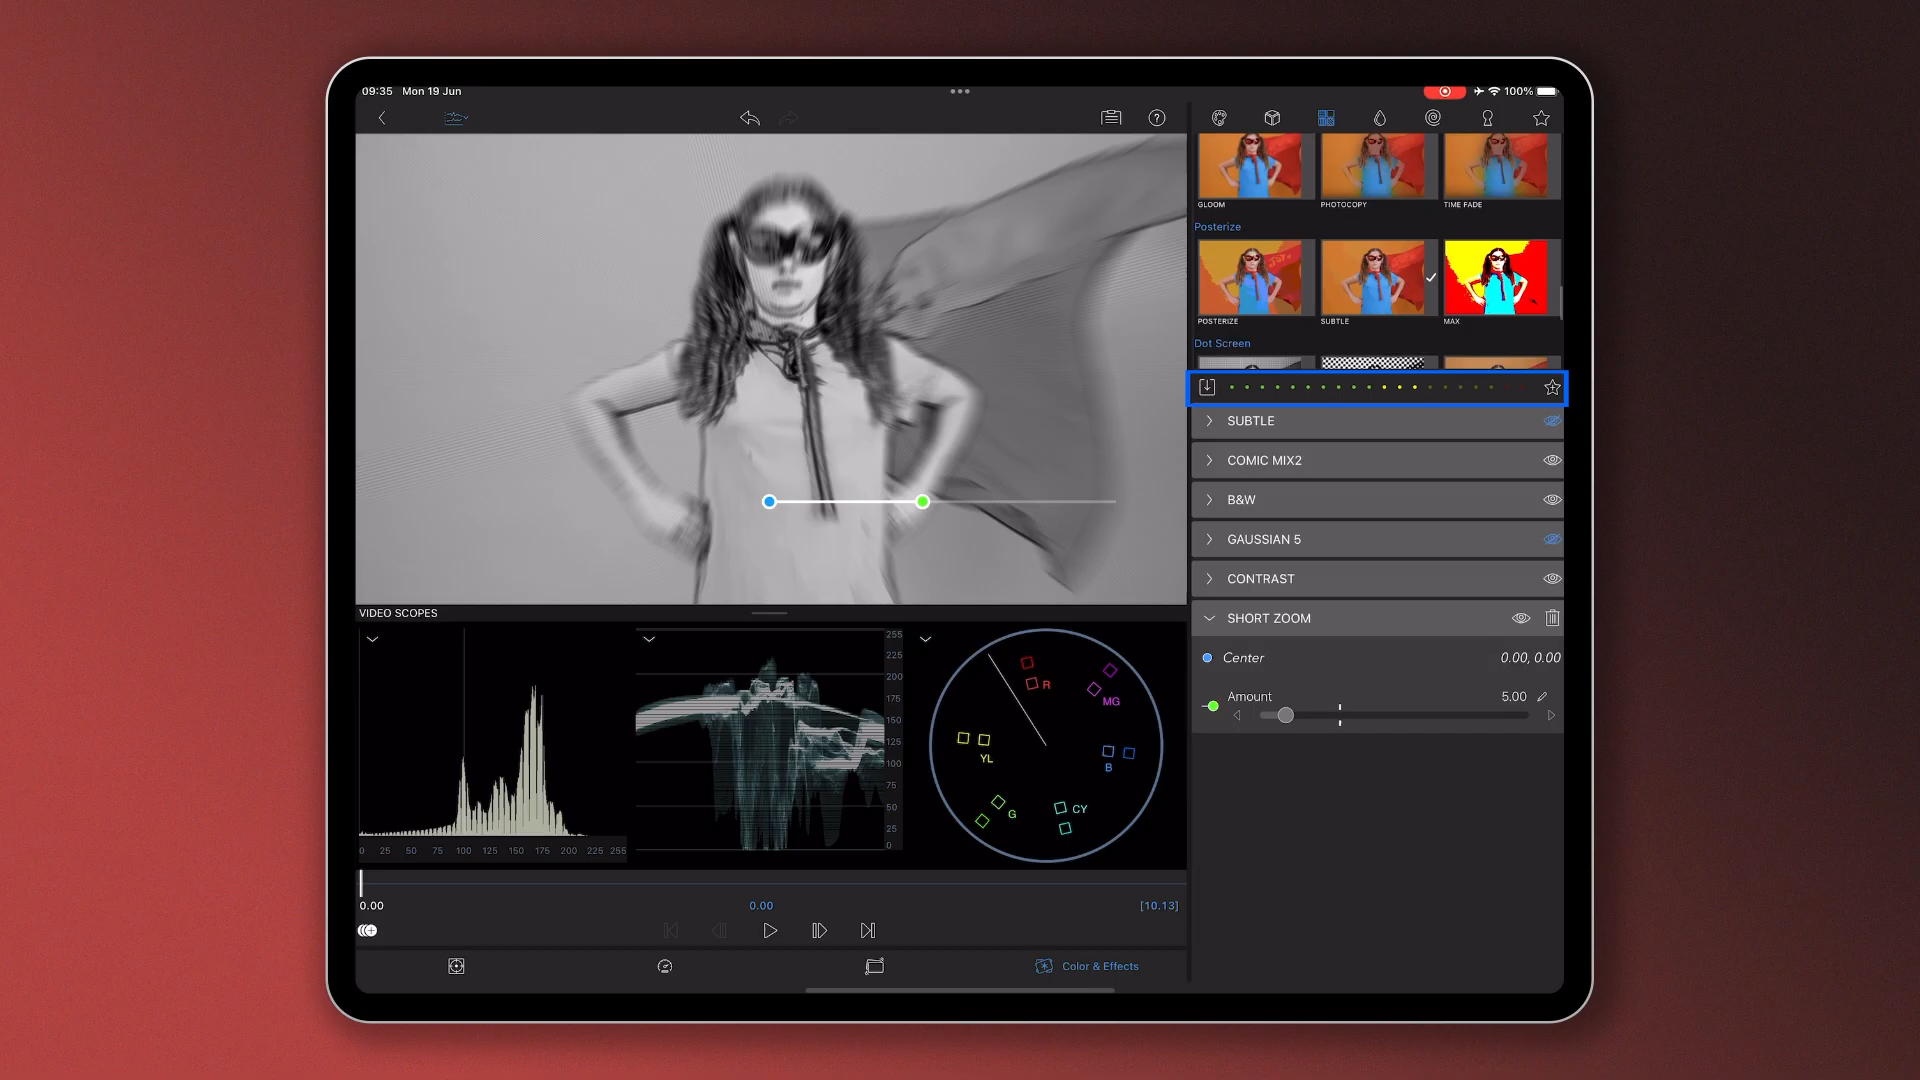 09:35 Mon 19 Jun
100%
GLOOM PHOTOCOPY TIME FADE
Posterize
POSTERIZE SUBTLE MAX
Dot Screen
SUBTLE
COMIC MIX2
B&W
GAUSSIAN 5
CONTRAST
SHORT ZOOM
Center 0.00, 0.00
Amount 5.00
VIDEO SCOPES
0 25 50 75 100 125 150 175 200 225 255
255
225
200
175
150
125
100
75
50
25
0
R
MG
YL
B
G
CY
0.00 0.00 [10.13]
Color & Effects